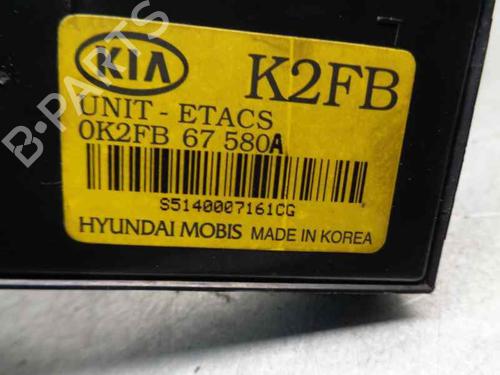 KIA K2FB
UNIT - ETACS
0K2FB 67 580A
S5140007161CG
HYUNDAI MOBIS MADE IN KOREA
B-PARTS